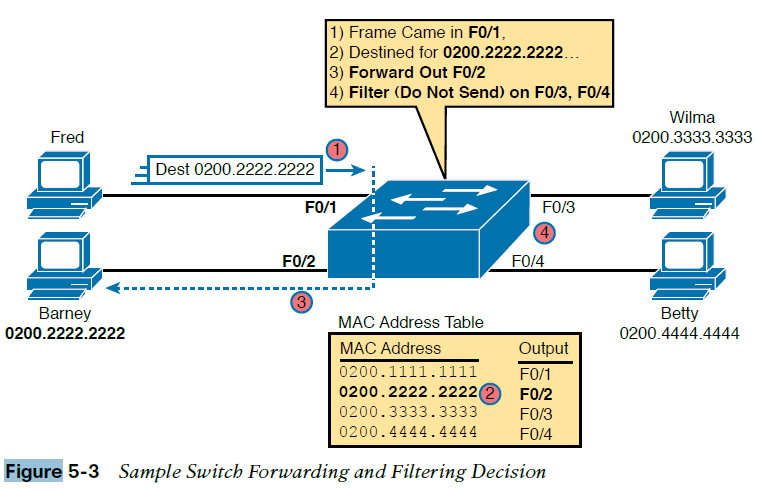 1) Frame Came in F0/1,
2) Destined for 0200.2222.2222...
3) Forward Out F0/2
4) Filter (Do Not Send) on F0/3, F0/4
Fred
Wilma
0200.3333.3333
Dest 0200.2222.2222
1
F0/1
F0/3
4
F0/2
F0/4
3
Barney
0200.2222.2222
Betty
0200.4444.4444
MAC Address Table
MAC Address Output
0200.1111.1111 F0/1
0200.2222.2222 2 F0/2
0200.3333.3333 F0/3
0200.4444.4444 F0/4
Figure 5-3 Sample Switch Forwarding and Filtering Decision